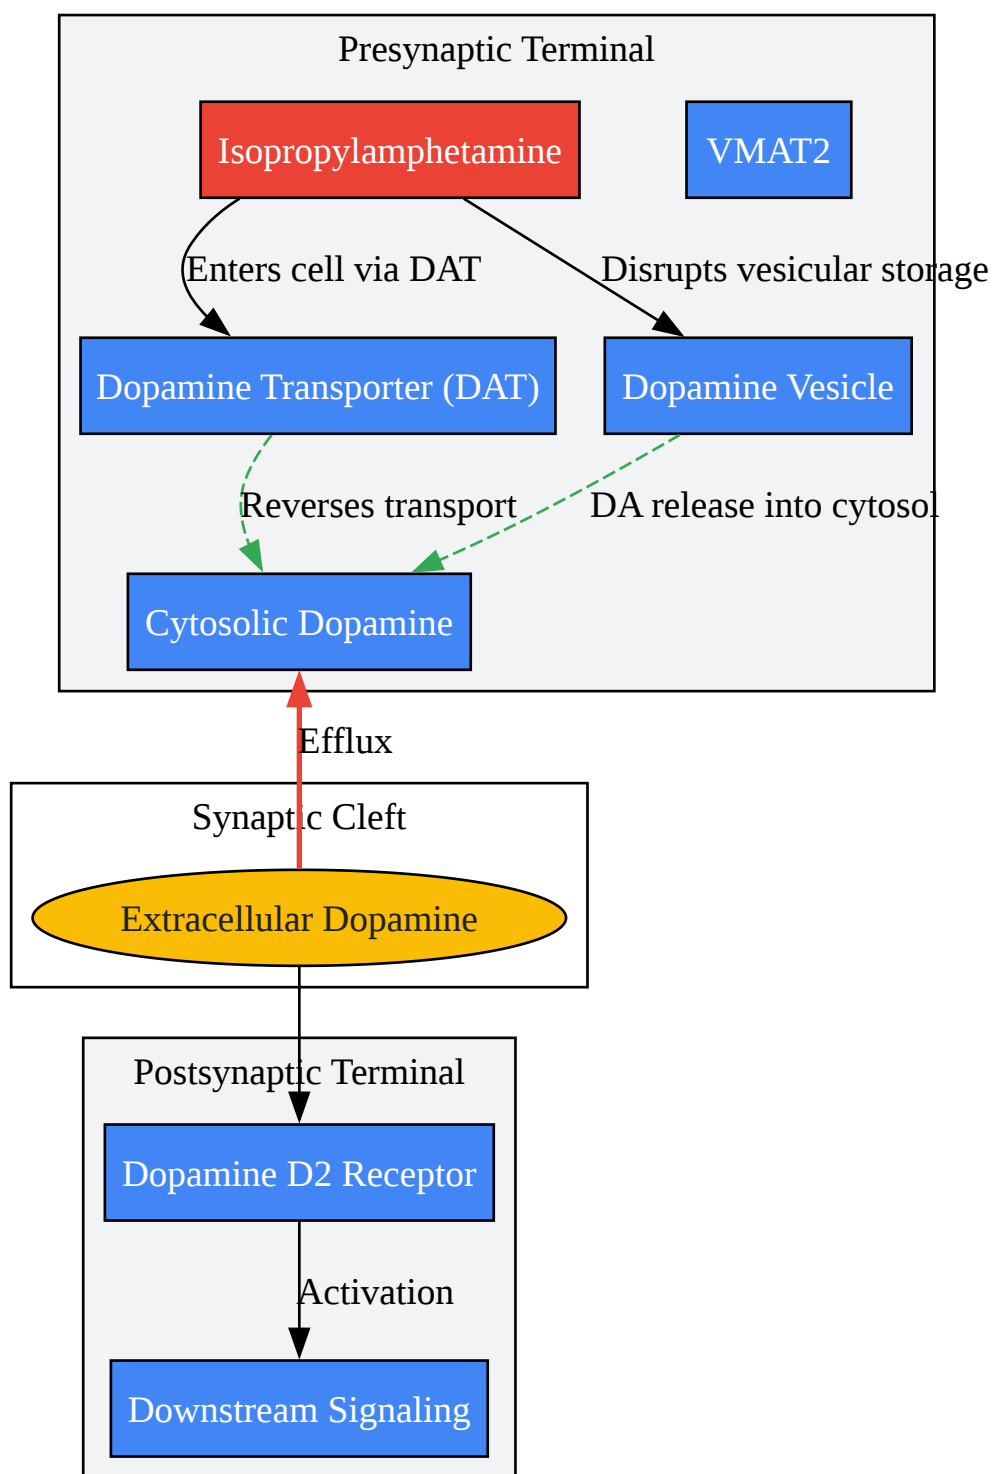 Presynaptic Terminal
Isopropylamphetamine
VMAT2
Enters cell via DAT
Disrupts vesicular storage
Dopamine Transporter (DAT)
Dopamine Vesicle
Reverses transport
DA release into cytosol
Cytosolic Dopamine
Efflux
Synaptic Cleft
Extracellular Dopamine
Postsynaptic Terminal
Dopamine D2 Receptor
Activation
Downstream Signaling